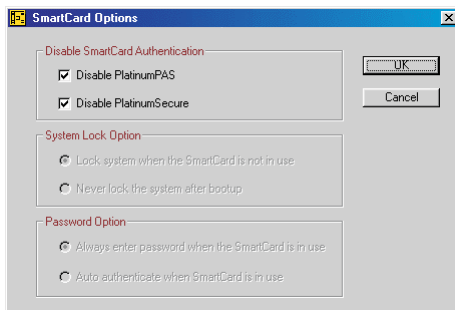 SmartCard Options
Disable SmartCard Authentication
Disable PlatinumPAS
Disable PlatinumSecure
OK
Cancel
System Lock Option
Lock system when the SmartCard is not in use
Never lock the system after bootup
Password Option
Always enter password when the SmartCard is in use
Auto authenticate when SmartCard is in use